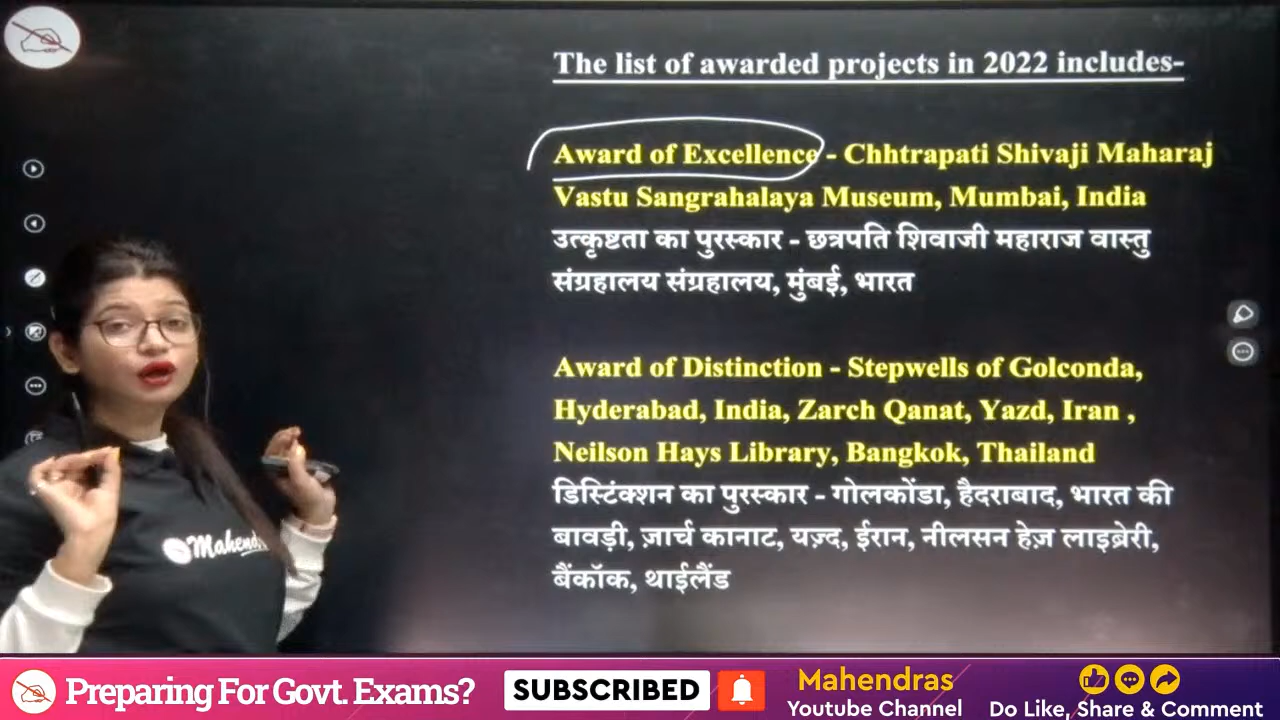 The list of awarded projects in 2022 includes-
Award of Excellence - Chhtrapati Shivaji Maharaj
Vastu Sangrahalaya Museum, Mumbai, India
उत्कृष्टता का पुरस्कार - छत्रपति शिवाजी महाराज वास्तु
संग्रहालय संग्रहालय, मुंबई, भारत
Award of Distinction - Stepwells of Golconda,
Hyderabad, India, Zarch Qanat, Yazd, Iran ,
Neilson Hays Library, Bangkok, Thailand
डिस्टिंक्शन का पुरस्कार - गोलकोंडा, हैदराबाद, भारत की
बावड़ी, ज़ार्च कानाट, यज़्द, ईरान, नीलसन हेज़ लाइब्रेरी,
बैंकॉक, थाईलैंड
Preparing For Govt. Exams?
SUBSCRIBED
Mahendras
Youtube Channel
Do Like, Share & Comment